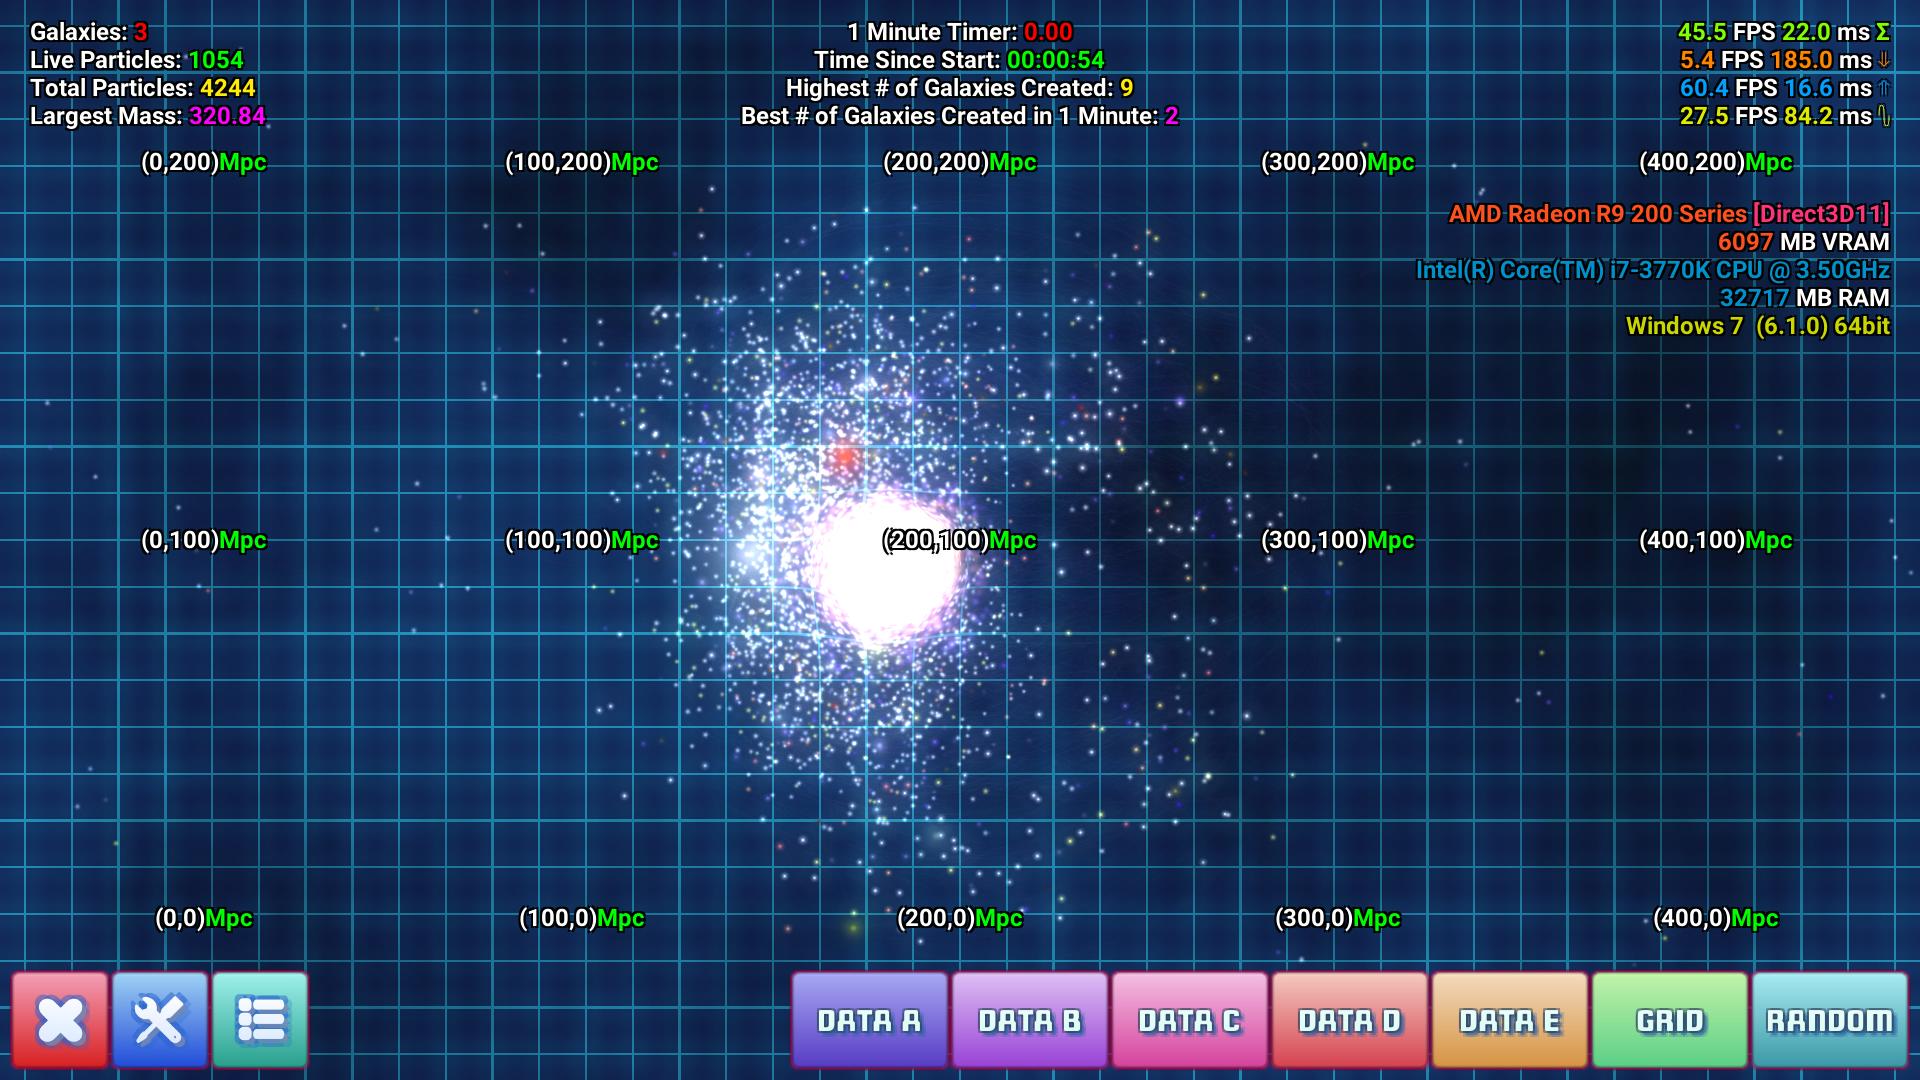 Galaxies: 3
Live Particles: 1054
Total Particles: 4244
Largest Mass: 320.84
1 Minute Timer: 0.00
Time Since Start: 00:00:54
Highest # of Galaxies Created: 9
Best # of Galaxies Created in 1 Minute: 2
45.5 FPS 22.0 ms Σ
5.4 FPS 185.0 ms ⇓
60.4 FPS 16.6 ms ⇑
27.5 FPS 84.2 ms
(0,200)Mpc
(100,200)Mpc
(200,200)Mpc
(300,200)Mpc
(400,200)Mpc
AMD Radeon R9 200 Series [Direct3D11]
6097 MB VRAM
Intel(R) Core(TM) i7-3770K CPU @ 3.50GHz
32717 MB RAM
Windows 7 (6.1.0) 64bit
(0,100)Mpc
(100,100)Mpc
(200,100)Mpc
(300,100)Mpc
(400,100)Mpc
(0,0)Mpc
(100,0)Mpc
(200,0)Mpc
(300,0)Mpc
(400,0)Mpc
DATA A
DATA B
DATA C
DATA D
DATA E
GRID
RANDOM